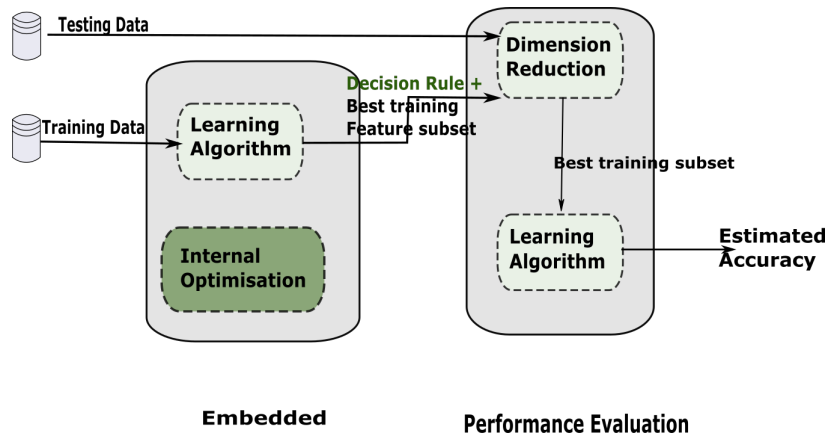 Testing Data
Training Data
Learning
Algorithm
Internal
Optimisation
Decision Rule +
Best training
Feature subset
Dimension
Reduction
Best training subset
Learning
Algorithm
Estimated
Accuracy
Embedded
Performance Evaluation